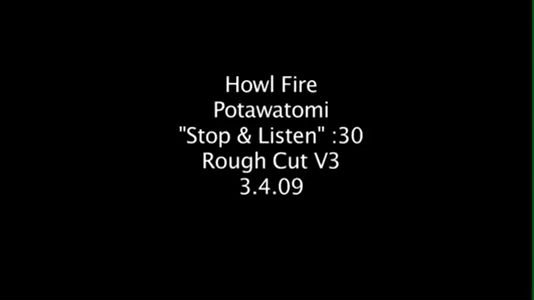 Howl Fire
Potawatomi
"Stop & Listen" :30
Rough Cut V3
3.4.09